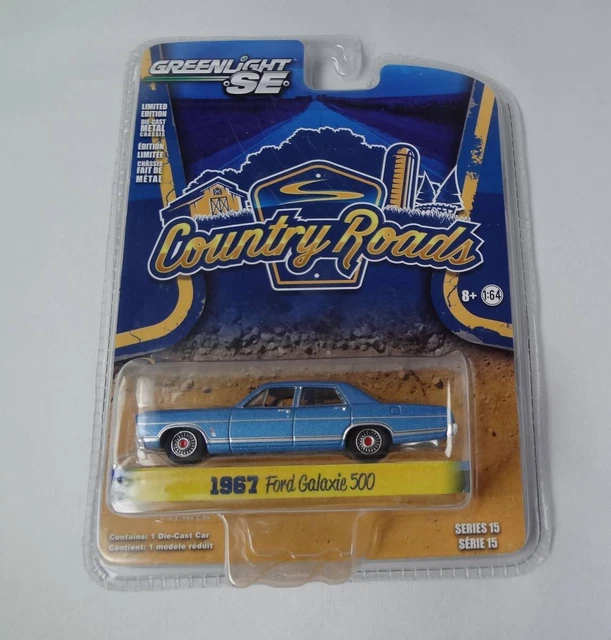 GREENLIGHT
SE
LIMITED
EDITION
DIE-CAST
METAL
CHASSIS
ÉDITION
LIMITÉE
CHÂSSIS
FAIT DE
MÉTAL
Country Roads
8+ 1:64
1967 Ford Galaxie 500
Contains: 1 Die-Cast Car
Contient: 1 modèle réduit
SERIES 15
SÉRIE 15